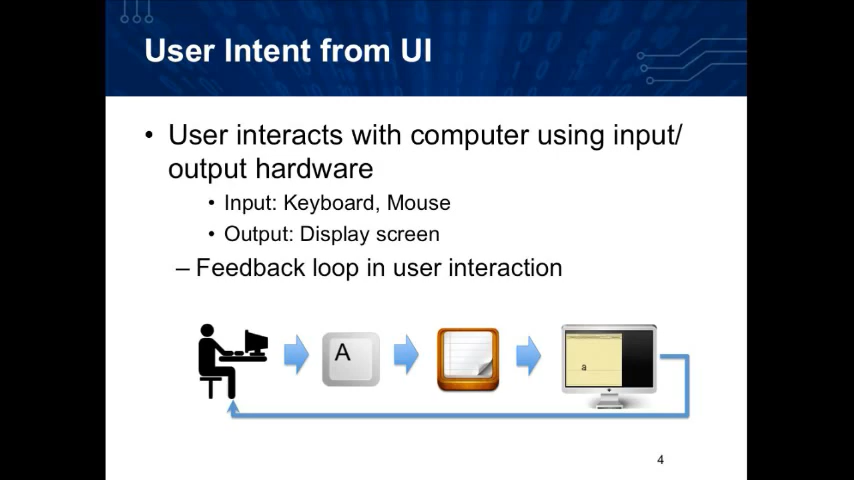 User Intent from UI
• User interacts with computer using input/
output hardware
• Input: Keyboard, Mouse
• Output: Display screen
– Feedback loop in user interaction
A
a
4